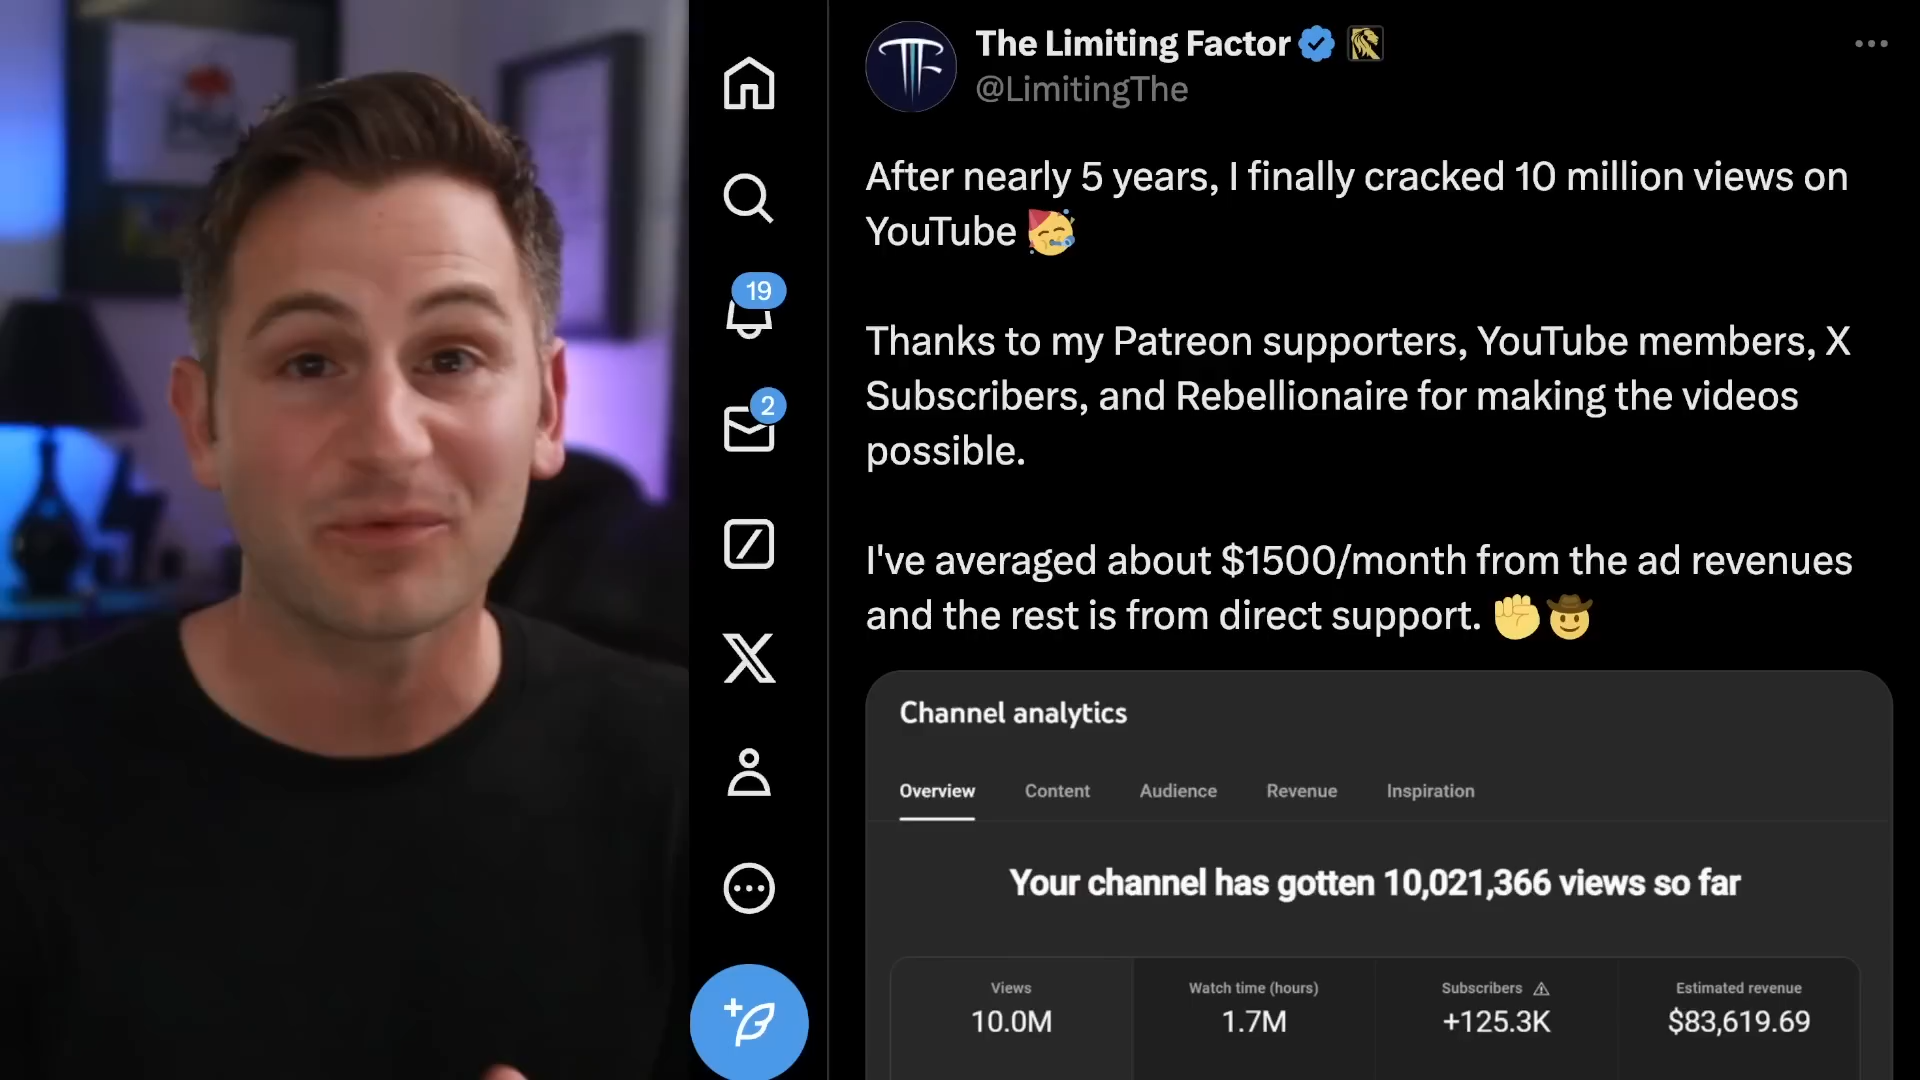 The Limiting Factor
@LimitingThe
After nearly 5 years, I finally cracked 10 million views on
YouTube 🥳
Thanks to my Patreon supporters, YouTube members, X
Subscribers, and Rebellionaire for making the videos
possible.
I've averaged about $1500/month from the ad revenues
and the rest is from direct support. ✊🤠
19
2
Channel analytics
Overview Content Audience Revenue Inspiration
Your channel has gotten 10,021,366 views so far
Views Watch time (hours) Subscribers Estimated revenue
10.0M 1.7M +125.3K $83,619.69